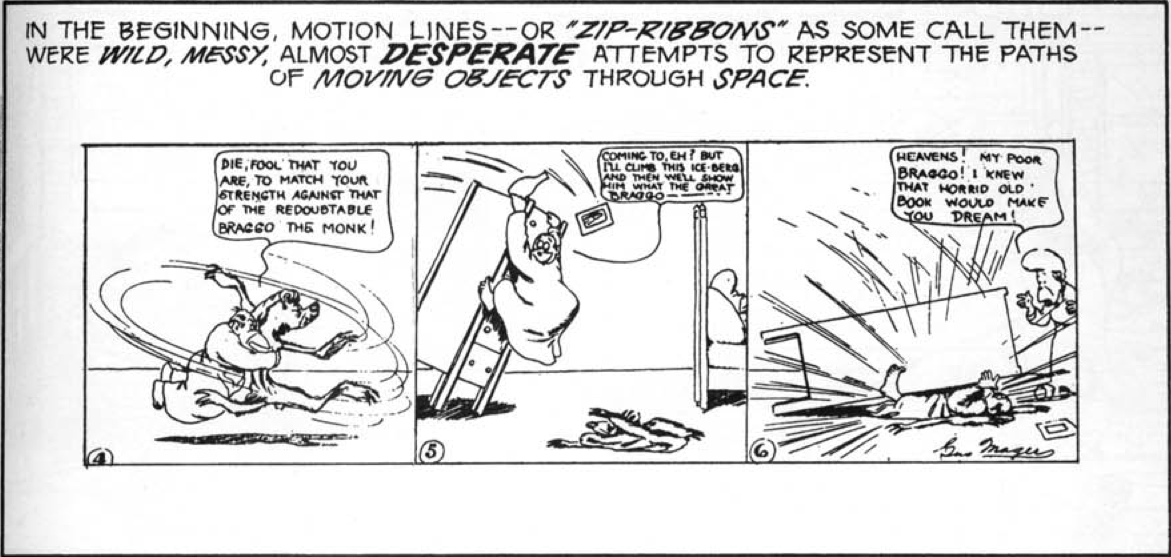 IN THE BEGINNING, MOTION LINES--OR "ZIP-RIBBONS" AS SOME CALL THEM--
WERE WILD, MESSY, ALMOST DESPERATE ATTEMPTS TO REPRESENT THE PATHS
OF MOVING OBJECTS THROUGH SPACE.
DIE, FOOL THAT YOU
ARE, TO MATCH YOUR
STRENGTH AGAINST THAT
OF THE REDOUBTABLE
BRAGGO THE MONK!
4
COMING TO, EH? BUT
I'LL CLIMB THIS ICE-BERG
AND THEN WE'LL SHOW
HIM WHAT THE GREAT
BRAGGO
5
HEAVENS! MY POOR
BRAGGO! I KNEW
THAT HORRID OLD
BOOK WOULD MAKE
YOU DREAM!
6
Gus Mager